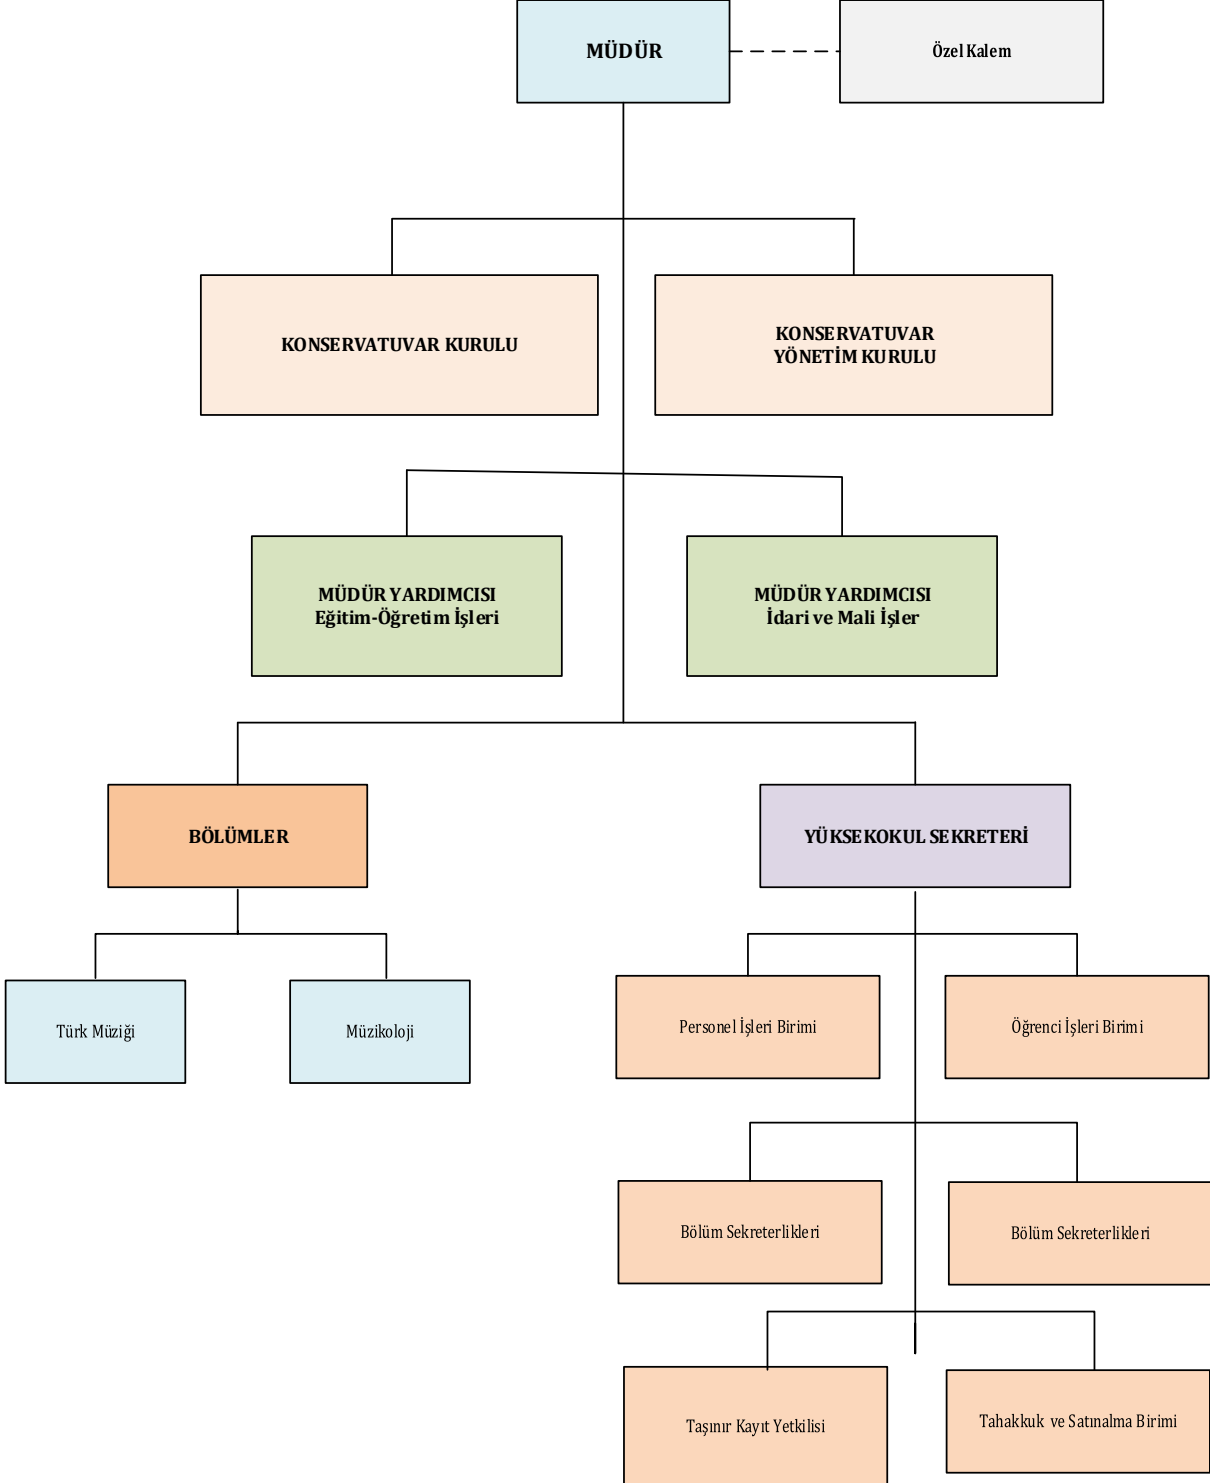 MÜDÜR
Özel Kalem
KONSERVATUVAR KURULU
KONSERVATUVAR
YÖNETİM KURULU
MÜDÜR YARDIMCISI
Eğitim-Öğretim İşleri
MÜDÜR YARDIMCISI
İdari ve Mali İşler
BÖLÜMLER
YÜKSEKOKUL SEKRETERİ
Türk Müziği
Müzikoloji
Personel İşleri Birimi
Öğrenci İşleri Birimi
Bölüm Sekreterlikleri
Bölüm Sekreterlikleri
Taşınır Kayıt Yetkilisi
Tahakkuk ve Satınalma Birimi